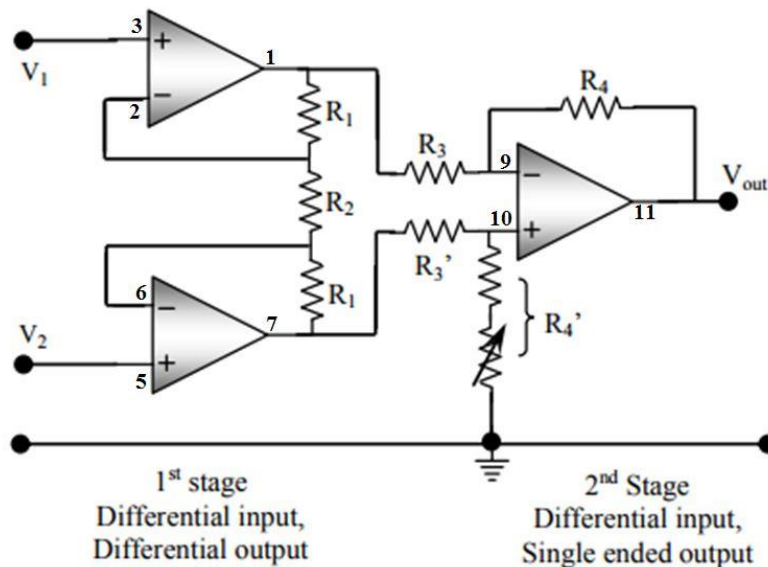 3
+
1
V1
−
2
R1
R4
R3
9
−
Vout
R2
10
11
+
R3’
6
−
R1
7
R4’
V2
+
5
1st stage
Differential input,
Differential output
2nd Stage
Differential input,
Single ended output